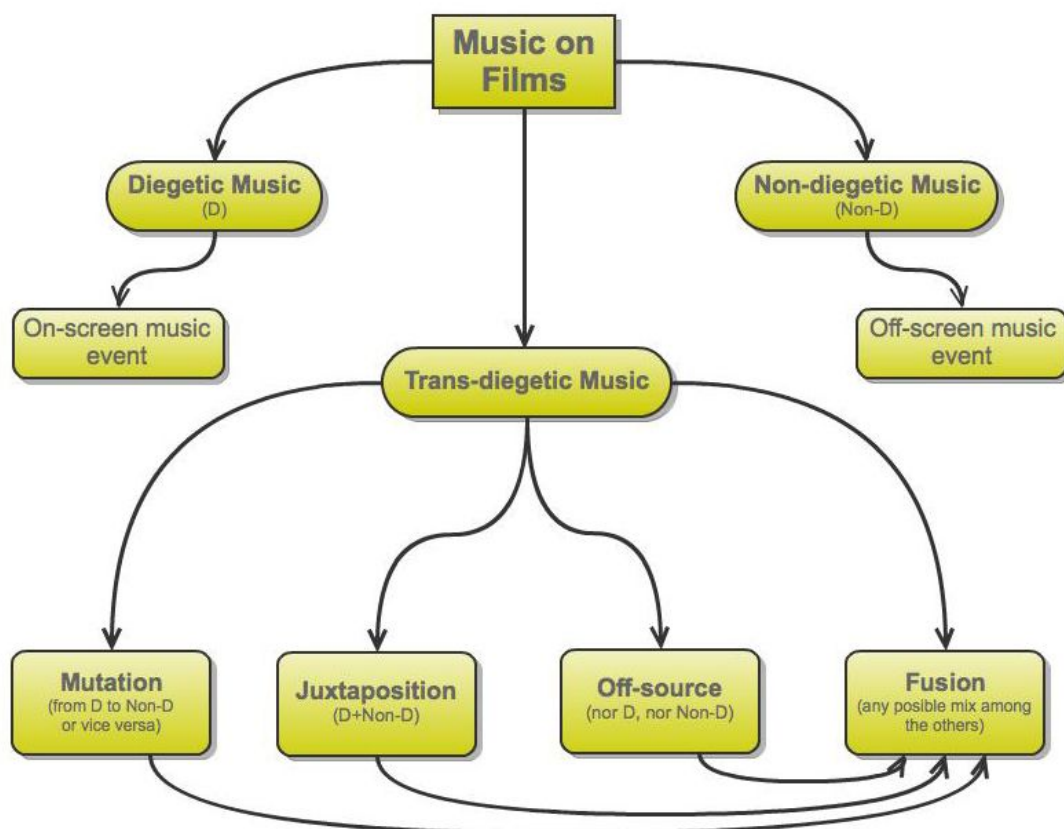 Music on
Films
Diegetic Music
(D)
Non-diegetic Music
(Non-D)
On-screen music
event
Off-screen music
event
Trans-diegetic Music
Mutation
(from D to Non-D
or vice versa)
Juxtaposition
(D+Non-D)
Off-source
(nor D, nor Non-D)
Fusion
(any posible mix among
the others)